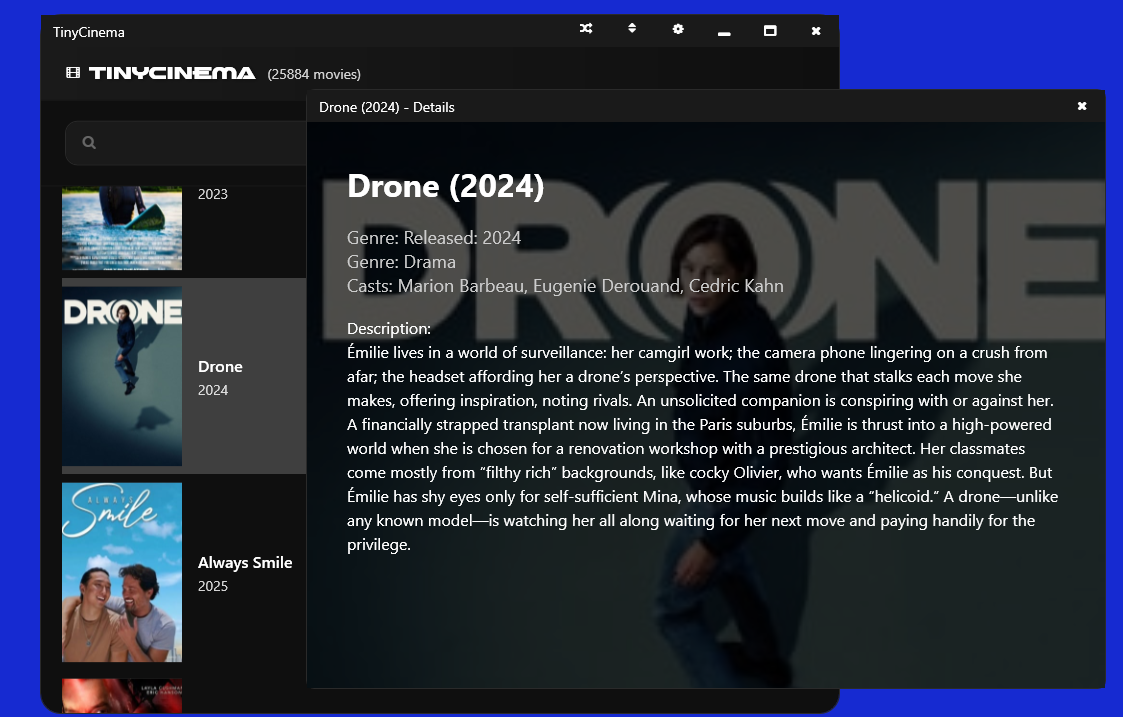 TinyCinema
TINYCINEMA (25884 movies)
Drone (2024) - Details
2023
DRONE
Drone
2024
ALWAYS
Smile
Always Smile
2025
DRONE
Drone (2024)
Genre: Released: 2024
Genre: Drama
Casts: Marion Barbeau, Eugenie Derouand, Cedric Kahn
Description:
Émilie lives in a world of surveillance: her camgirl work; the camera phone lingering on a crush from
afar; the headset affording her a drone’s perspective. The same drone that stalks each move she
makes, offering inspiration, noting rivals. An unsolicited companion is conspiring with or against her.
A financially strapped transplant now living in the Paris suburbs, Émilie is thrust into a high-powered
world when she is chosen for a renovation workshop with a prestigious architect. Her classmates
come mostly from “filthy rich” backgrounds, like cocky Olivier, who wants Émilie as his conquest. But
Émilie has shy eyes only for self-sufficient Mina, whose music builds like a “helicoid.” A drone—unlike
any known model—is watching her all along waiting for her next move and paying handily for the
privilege.